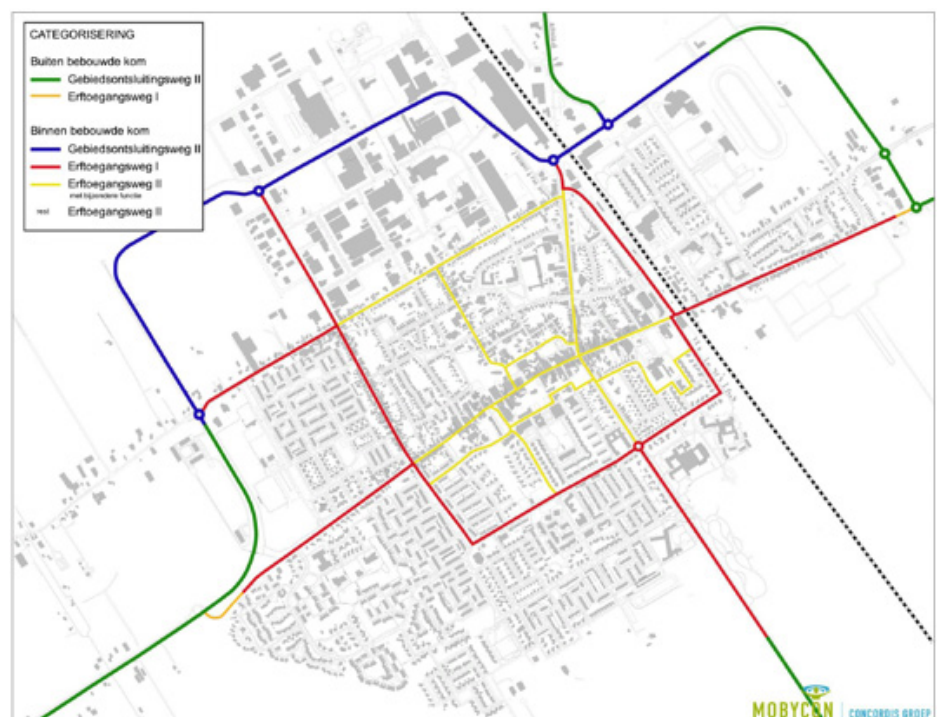 CATEGORISERING
Buiten bebouwde kom
Gebiedsontsluitingsweg II
Erftoegangsweg I
Binnen bebouwde kom
Gebiedsontsluitingsweg II
Erftoegangsweg I
Erftoegangsweg II
met bijzondere functie
rest Erftoegangsweg II
MOBYCON CONCORDIS GROEP